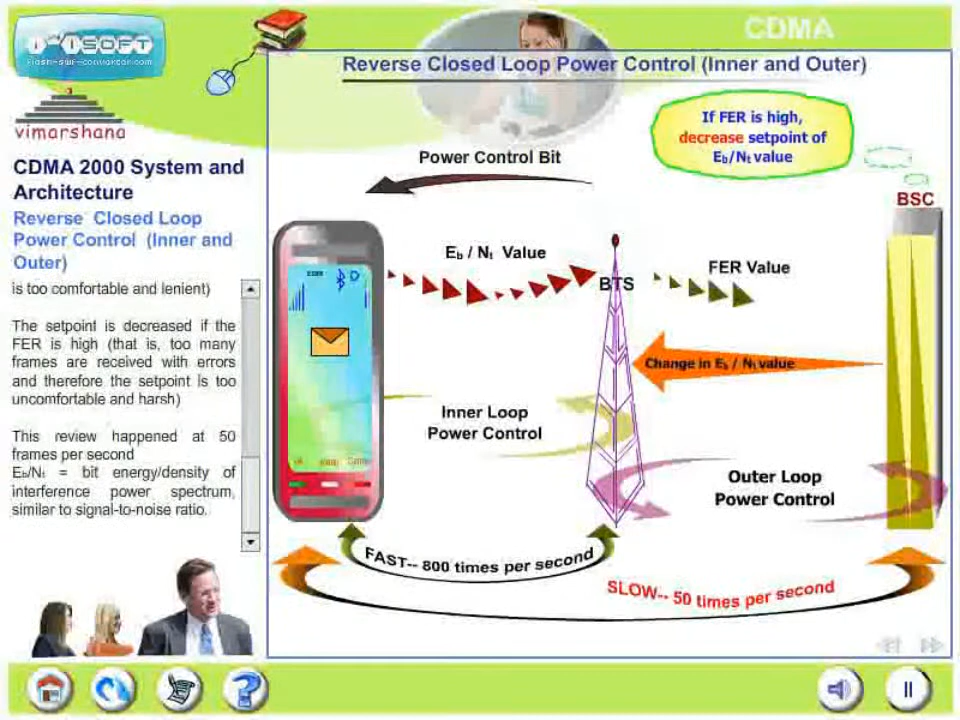 CDMA
iPiSOFT
flash-swf-converter.com
Reverse Closed Loop Power Control (Inner and Outer)
vimarshana
CDMA 2000 System and
Architecture
Reverse Closed Loop
Power Control (Inner and
Outer)
is too comfortable and lenient)
The setpoint is decreased if the
FER is high (that is, too many
frames are received with errors
and therefore the setpoint is too
uncomfortable and harsh)
This review happened at 50
frames per second
Eb/Nt = bit energy/density of
interference power spectrum,
similar to signal-to-noise ratio.
If FER is high,
decrease setpoint of
Eb/Nt value
Power Control Bit
BSC
Eb / Nt Value
BTS
FER Value
Change in Eb / Nt value
Inner Loop
Power Control
Outer Loop
Power Control
FAST-- 800 times per second
SLOW-- 50 times per second